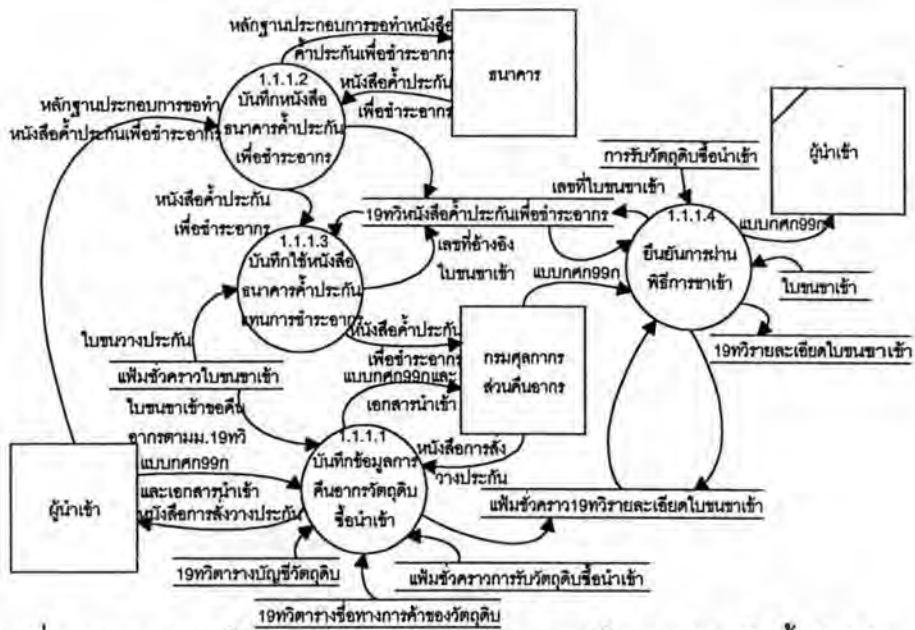 หลักฐานประกอบการขอทำหนังสือ
ค้ำประกันเพื่อชำระอากร
ธนาคาร
1.1.1.2
บันทึกหนังสือ
ธนาคารค้ำประกัน
เพื่อชำระอากร
หนังสือค้ำประกัน
เพื่อชำระอากร
หลักฐานประกอบการขอทำ
หนังสือค้ำประกันเพื่อชำระอากร
ผู้นำเข้า
การรับวัตถุดิบซื้อนำเข้า
เลขที่ใบขนขาเข้า
หนังสือค้ำประกัน
เพื่อชำระอากร
19ทวิหนังสือค้ำประกันเพื่อชำระอากร
1.1.1.4
ยืนยันการผ่าน
พิธีการขาเข้า
แบบกศก99ก
1.1.1.3
บันทึกใช้หนังสือ
ธนาคารค้ำประกัน
แทนการชำระอากร
เลขที่อ้างอิง
ใบขนขาเข้า
แบบกศก99ก
ใบขนขาเข้า
ใบขนวางประกัน
หนังสือค้ำประกัน
เพื่อชำระอากร
กรมศุลกากร
ส่วนคืนอากร
19ทวิรายละเอียดใบขนขาเข้า
แฟ้มชั่วคราวใบขนขาเข้า
แบบกศก99กและ
เอกสารนำเข้า
ใบขนขาเข้าขอคืน
อากรตามม.19ทวิ
1.1.1.1
บันทึกข้อมูลการ
คืนอากรวัตถุดิบ
ซื้อนำเข้า
หนังสือการสั่ง
วางประกัน
ผู้นำเข้า
แบบกศก99ก
และเอกสารนำเข้า
หนังสือการสั่งวางประกัน
แฟ้มชั่วคราว19ทวิรายละเอียดใบขนขาเข้า
19ทวิตารางบัญชีวัตถุดิบ
แฟ้มชั่วคราวการรับวัตถุดิบซื้อนำเข้า
19ทวิตารางชื่อทางการค้าของวัตถุดิบ